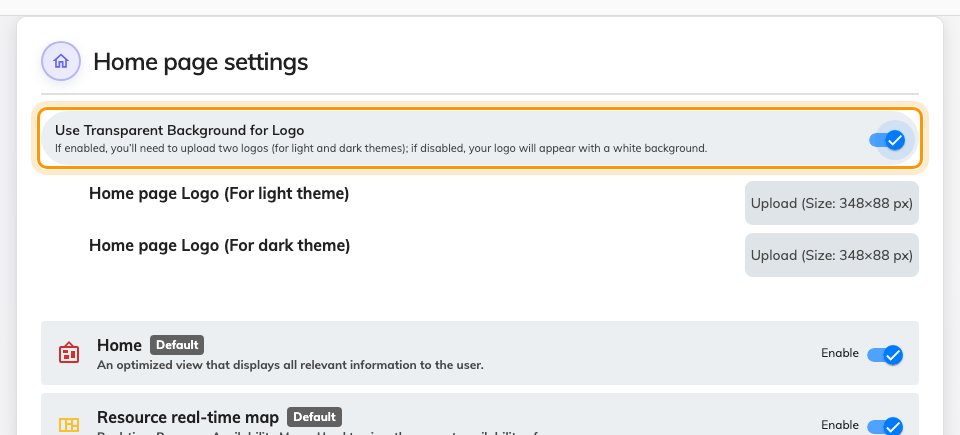 Home page settings
Use Transparent Background for Logo
If enabled, you'll need to upload two logos (for light and dark themes); if disabled, your logo will appear with a white background.
Home page Logo (For light theme)
Upload (Size: 348×88 px)
Home page Logo (For dark theme)
Upload (Size: 348×88 px)
Home Default
An optimized view that displays all relevant information to the user.
Enable
Resource real-time map Default
Enable